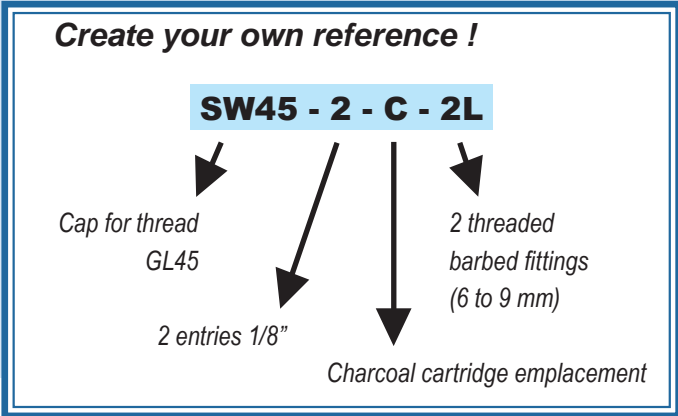 Create your own reference !
SW45 - 2 - C - 2L
Cap for thread
GL45
2 threaded
barbed fittings
(6 to 9 mm)
2 entries 1/8”
Charcoal cartridge emplacement